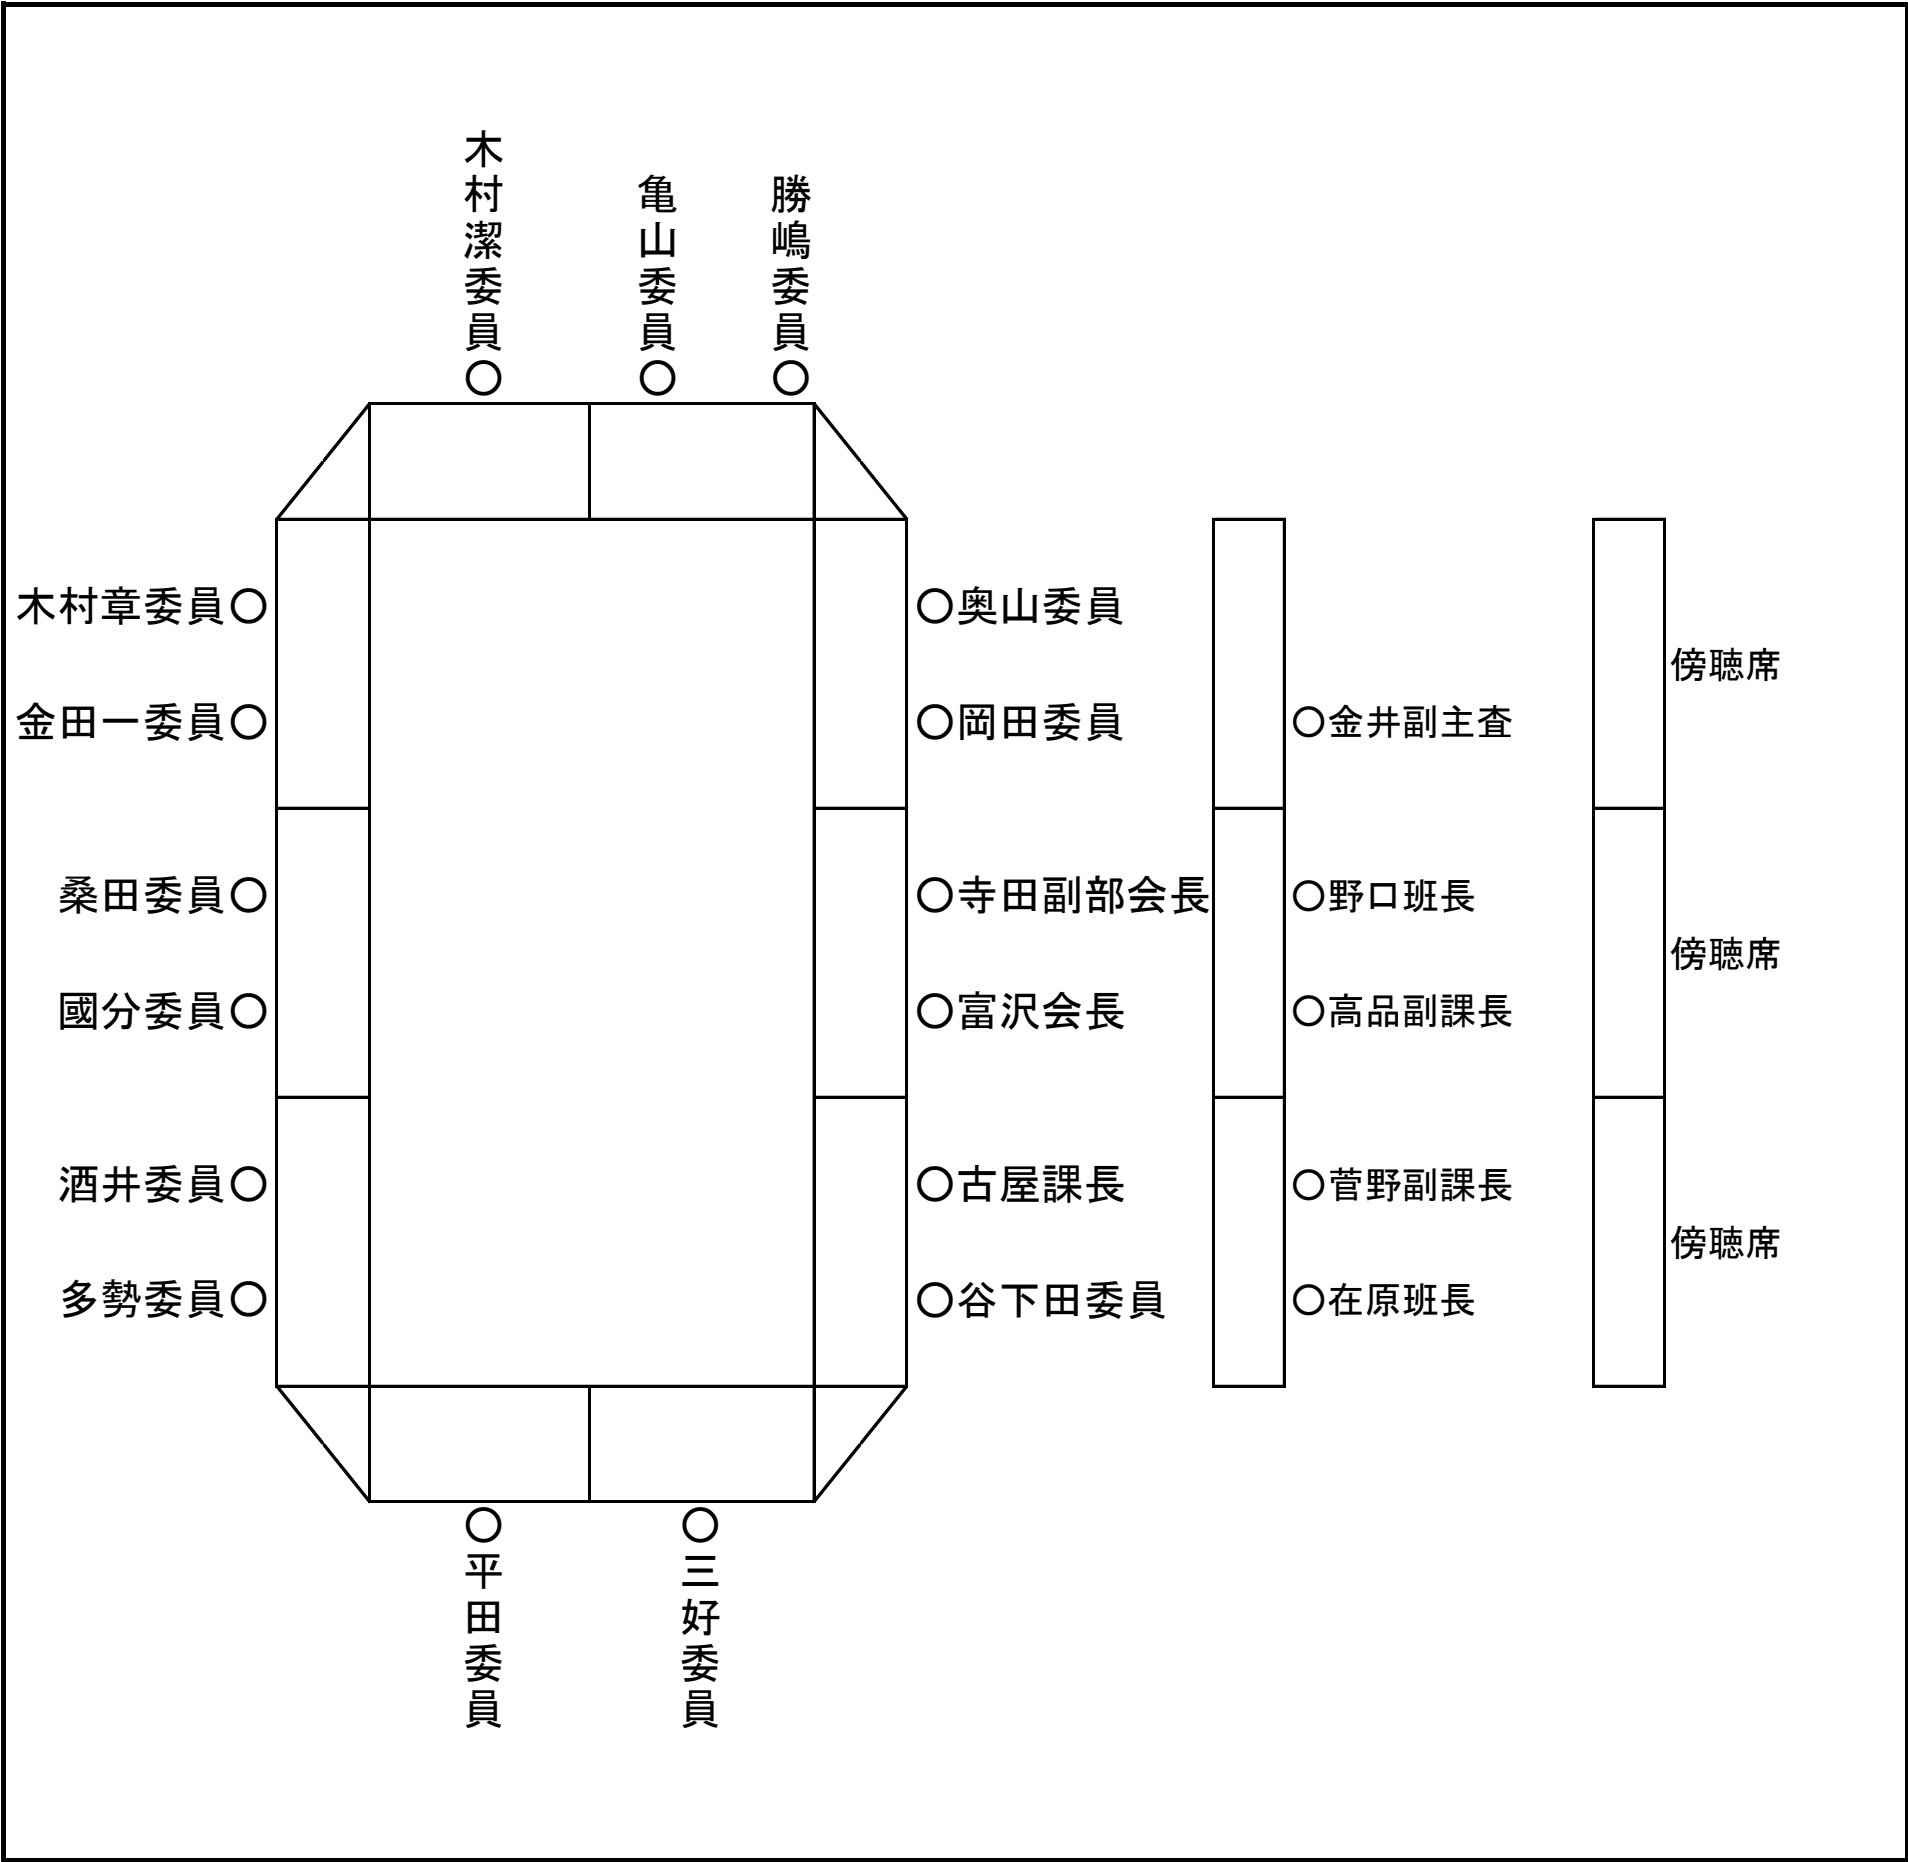 木村潔委員○
亀山委員○
勝嶋委員○
木村章委員○
○奥山委員
傍聴席
金田一委員○
○岡田委員
○金井副主査
桑田委員○
○寺田副部会長
○野口班長
傍聴席
國分委員○
○富沢会長
○高品副課長
酒井委員○
○古屋課長
○菅野副課長
傍聴席
多勢委員○
○谷下田委員
○在原班長
○平田委員
○三好委員